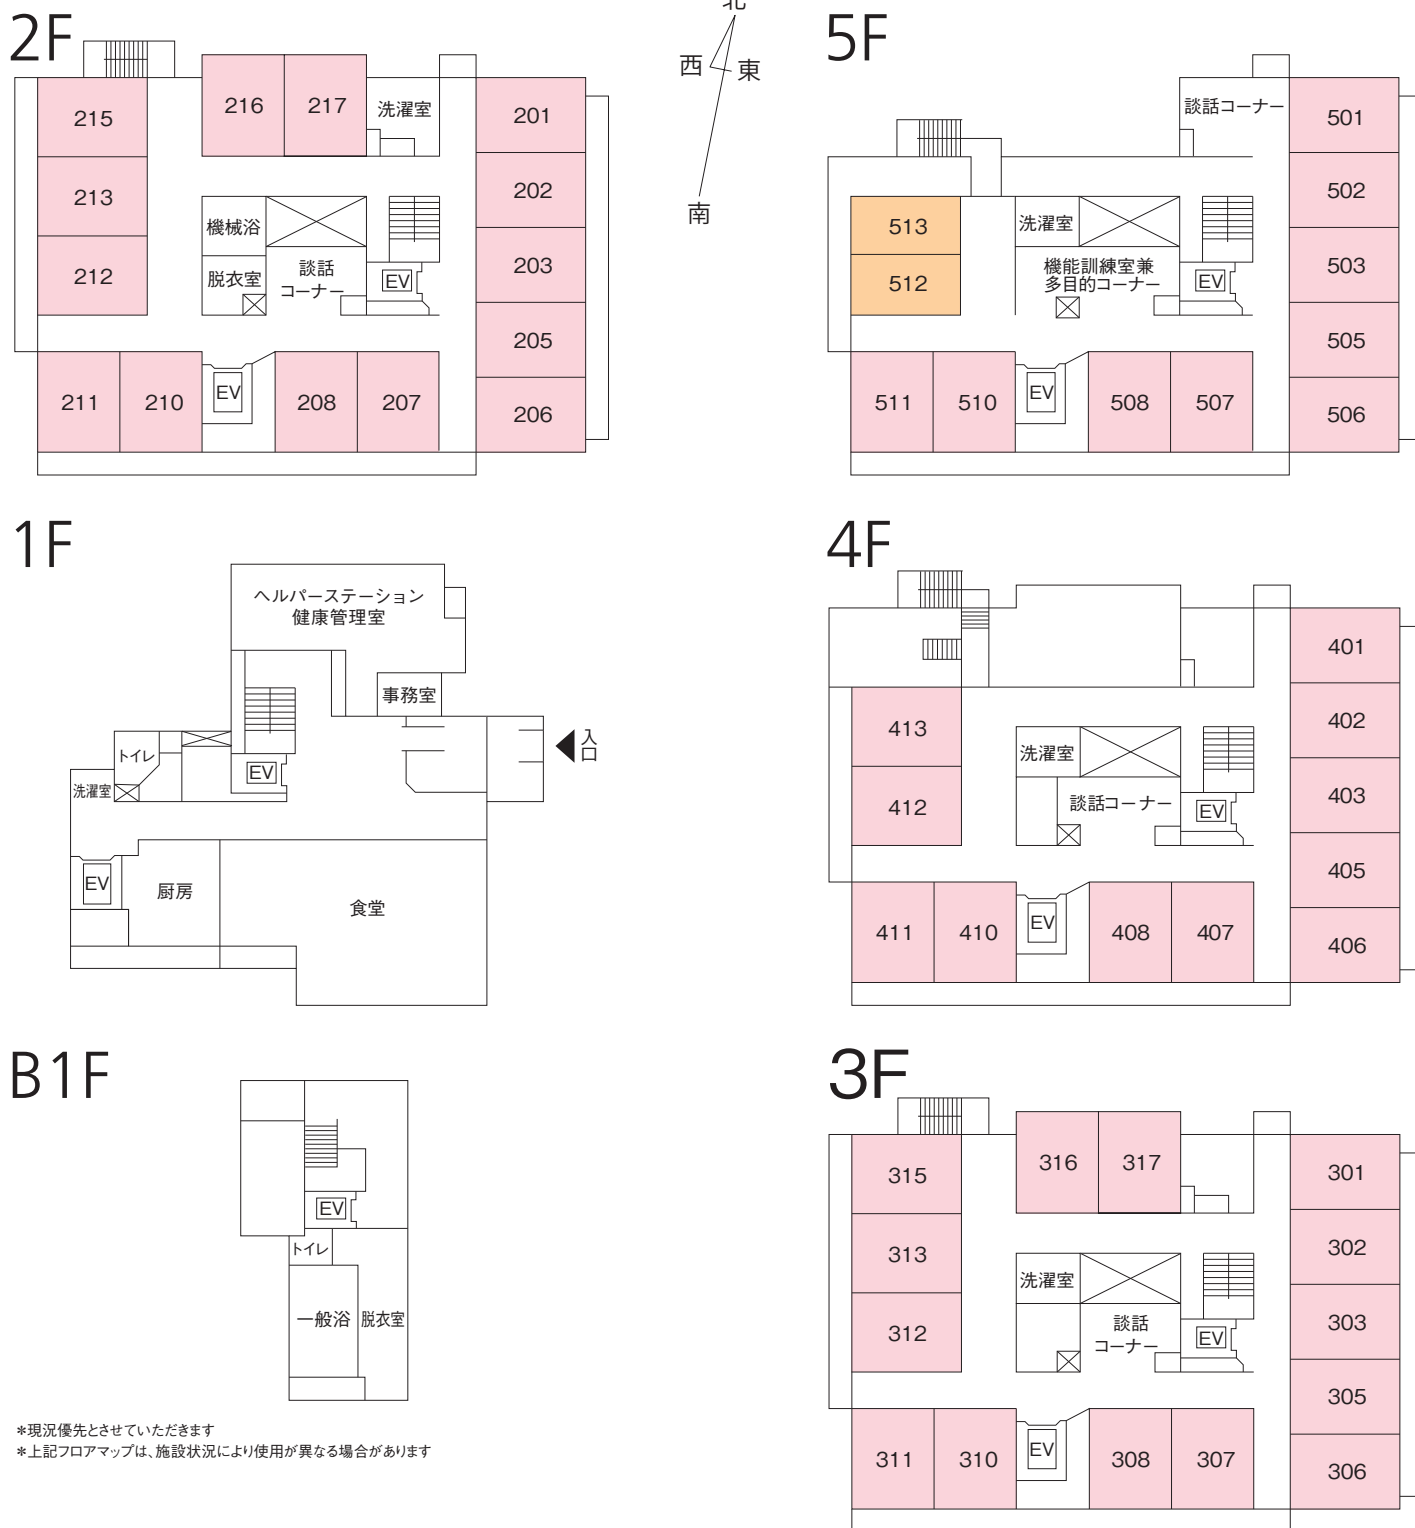 北
西
東
南
2F
215
216
217
洗濯室
201
213
202
機械浴
212
脱衣室
談話
コーナー
EV
203
205
211
210
EV
208
207
206
5F
談話コーナー
501
502
513
洗濯室
512
機能訓練室兼
多目的コーナー
EV
503
505
511
510
EV
508
507
506
1F
ヘルパーステーション
健康管理室
事務室
入口
トイレ
EV
洗濯室
EV
厨房
食堂
4F
401
402
413
洗濯室
412
談話コーナー
EV
403
405
411
410
EV
408
407
406
B1F
EV
トイレ
一般浴
脱衣室
3F
315
316
317
301
313
302
洗濯室
312
談話
コーナー
EV
303
305
311
310
EV
308
307
306
*現況優先とさせていただきます
*上記フロアマップは、施設状況により使用が異なる場合があります